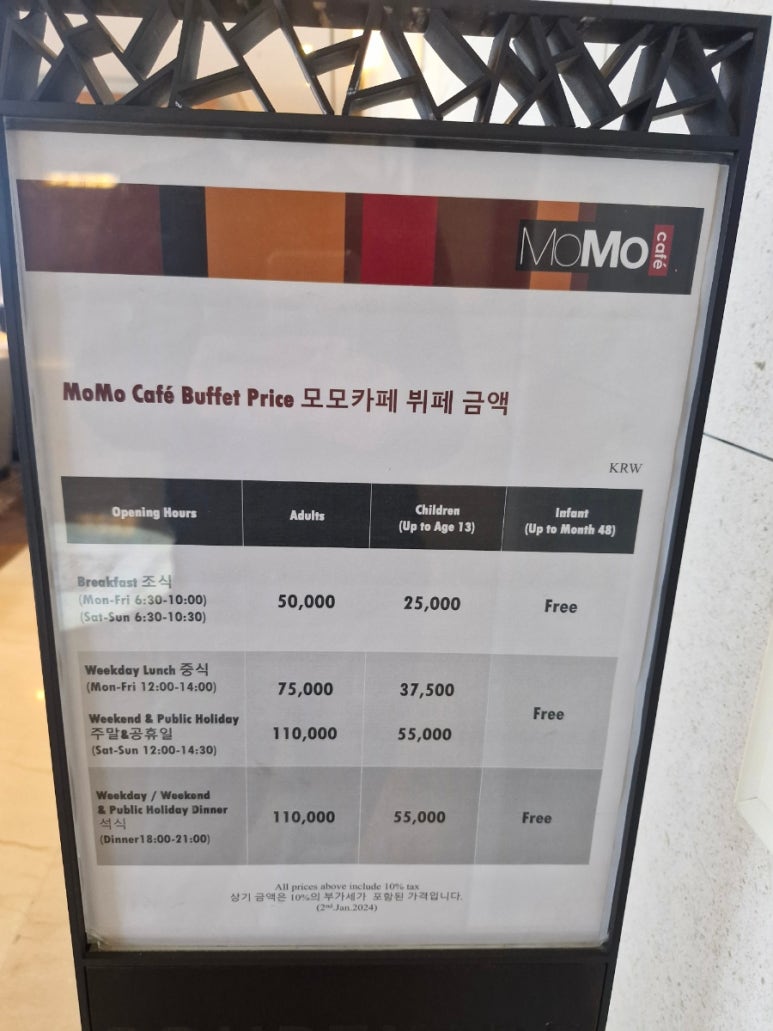 MoMo café
MoMo Café Buffet Price 모모카페 뷔페 금액
KRW
Opening Hours
Adults
Children
(Up to Age 13)
Infant
(Up to Month 48)
Breakfast 조식
(Mon-Fri 6:30-10:00)
(Sat-Sun 6:30-10:30)
50,000
25,000
Free
Weekday Lunch 중식
(Mon-Fri 12:00-14:00)
75,000
37,500
Weekend & Public Holiday
주말&공휴일
(Sat-Sun 12:00-14:30)
110,000
55,000
Free
Weekday / Weekend
& Public Holiday Dinner
석식
(Dinner18:00-21:00)
110,000
55,000
Free
All prices above include 10% tax
상기 금액은 10%의 부가세가 포함된 가격입니다.
(2nd.Jan.2024)